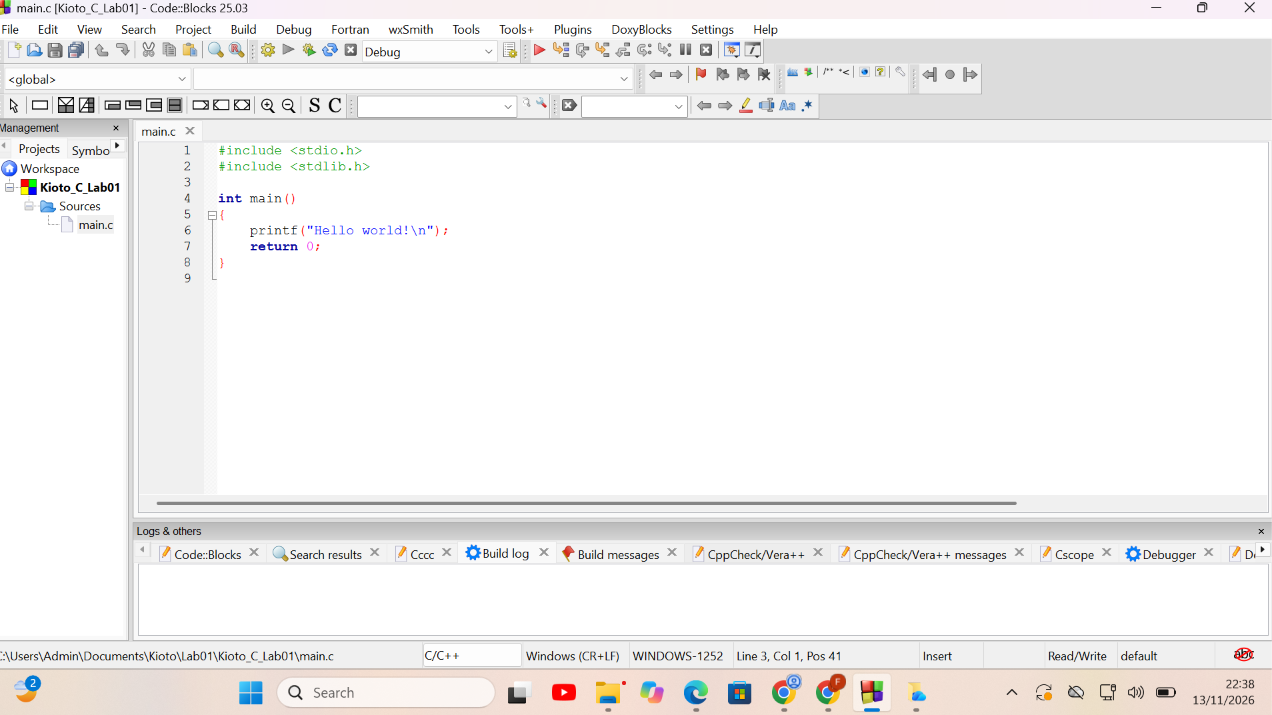 main.c [Kioto_C_Lab01] - Code::Blocks 25.03
File Edit View Search Project Build Debug Fortran wxSmith Tools Tools+ Plugins DoxyBlocks Settings Help
Debug
<global>
/** *<
S C
Aa .*
Management
Projects Symbo
Workspace
Kioto_C_Lab01
Sources
main.c
main.c
1 #include <stdio.h>
2 #include <stdlib.h>
3
4 int main()
5 {
6 printf("Hello world!\n");
7 return 0;
8 }
9
Logs & others
Code::Blocks Search results Cccc Build log Build messages CppCheck/Vera++ CppCheck/Vera++ messages Cscope Debugger
:\Users\Admin\Documents\Kioto\Lab01\Kioto_C_Lab01\main.c C/C++ Windows (CR+LF) WINDOWS-1252 Line 3, Col 1, Pos 41 Insert Read/Write default abc
2 Search F 22:38
13/11/2026